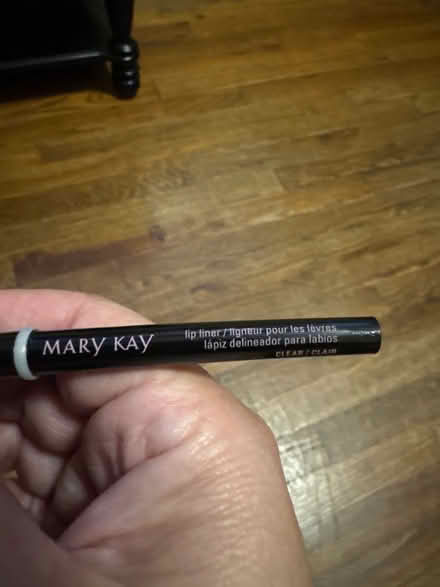 MARY KAY
lip liner / ligneur pour les lèvres
lápiz delineador para labios
CLEAR / CLAIR